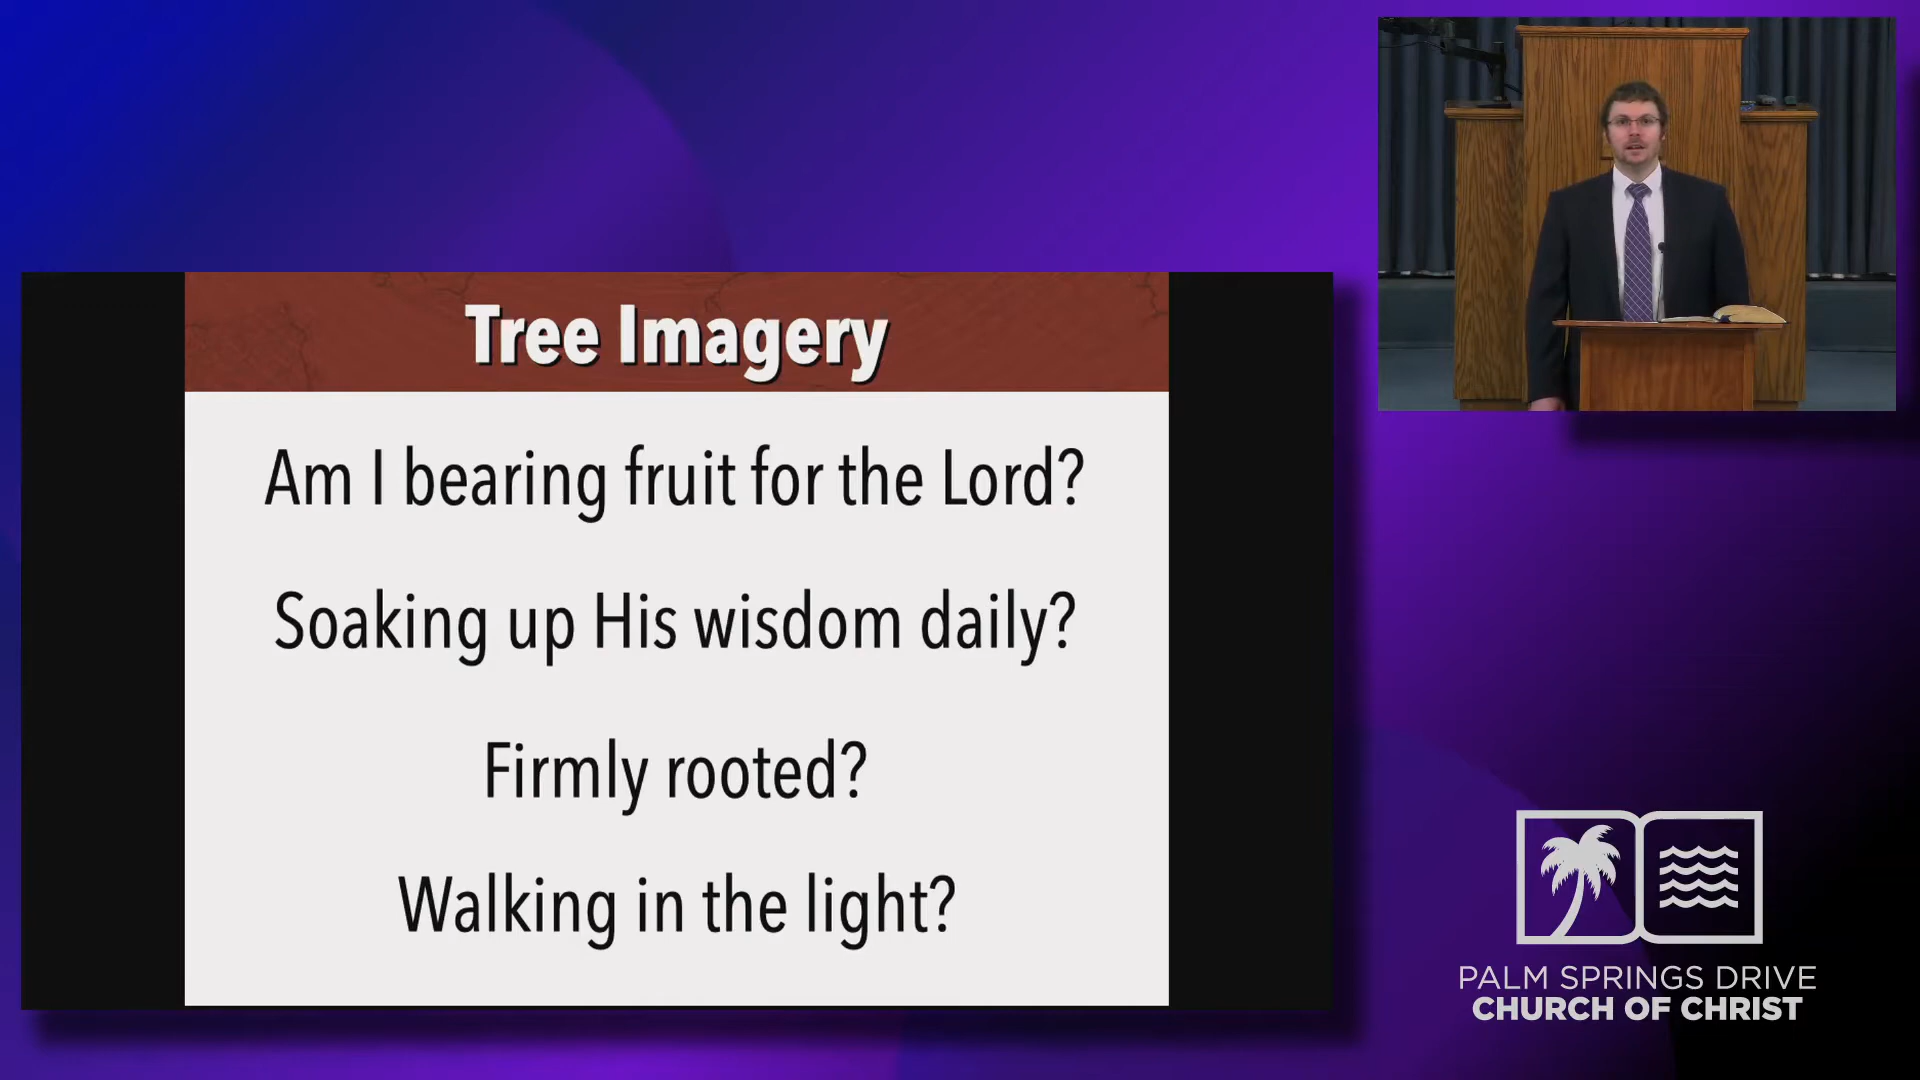 Tree Imagery
Am I bearing fruit for the Lord?
Soaking up His wisdom daily?
Firmly rooted?
Walking in the light?
PALM SPRINGS DRIVE
CHURCH OF CHRIST